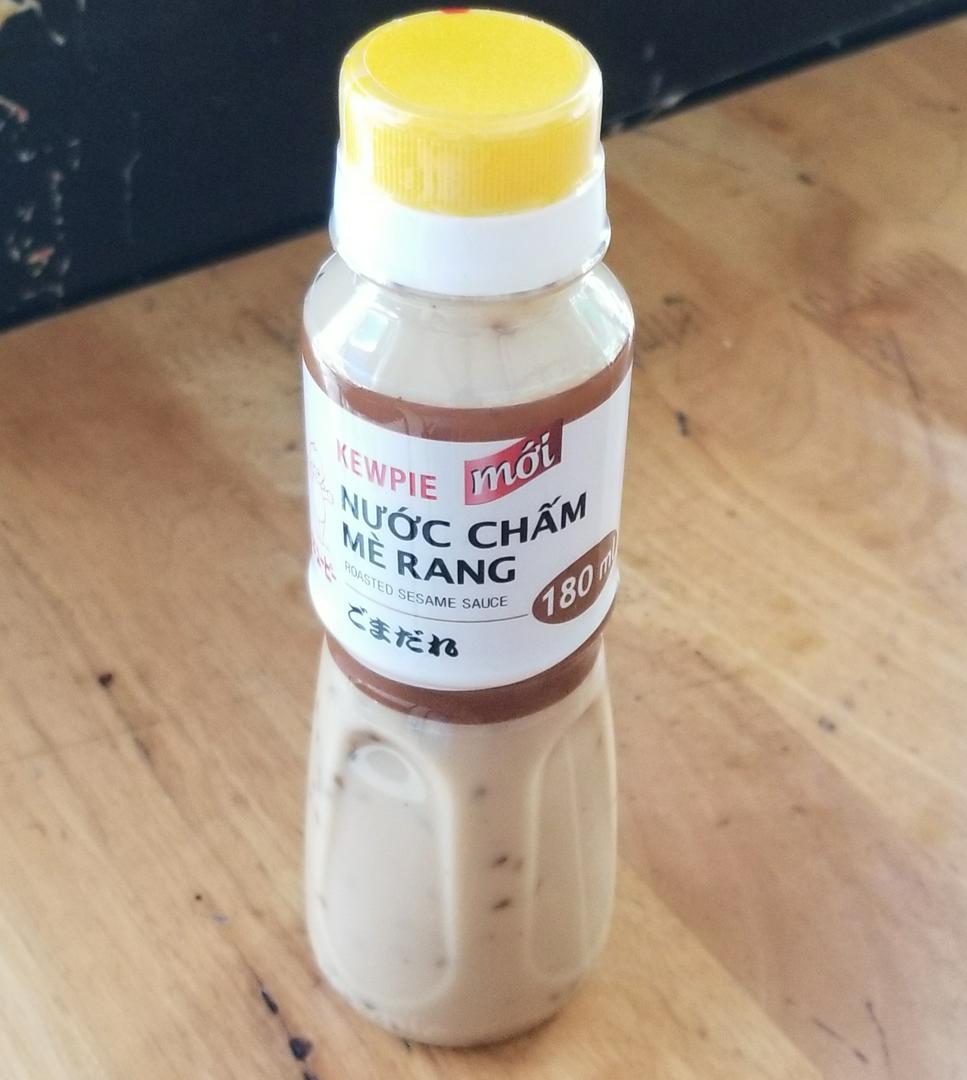 KEWPIE
mới
NƯỚC CHẤM
MÈ RANG
ROASTED SESAME SAUCE
180 ml
ごまだれ